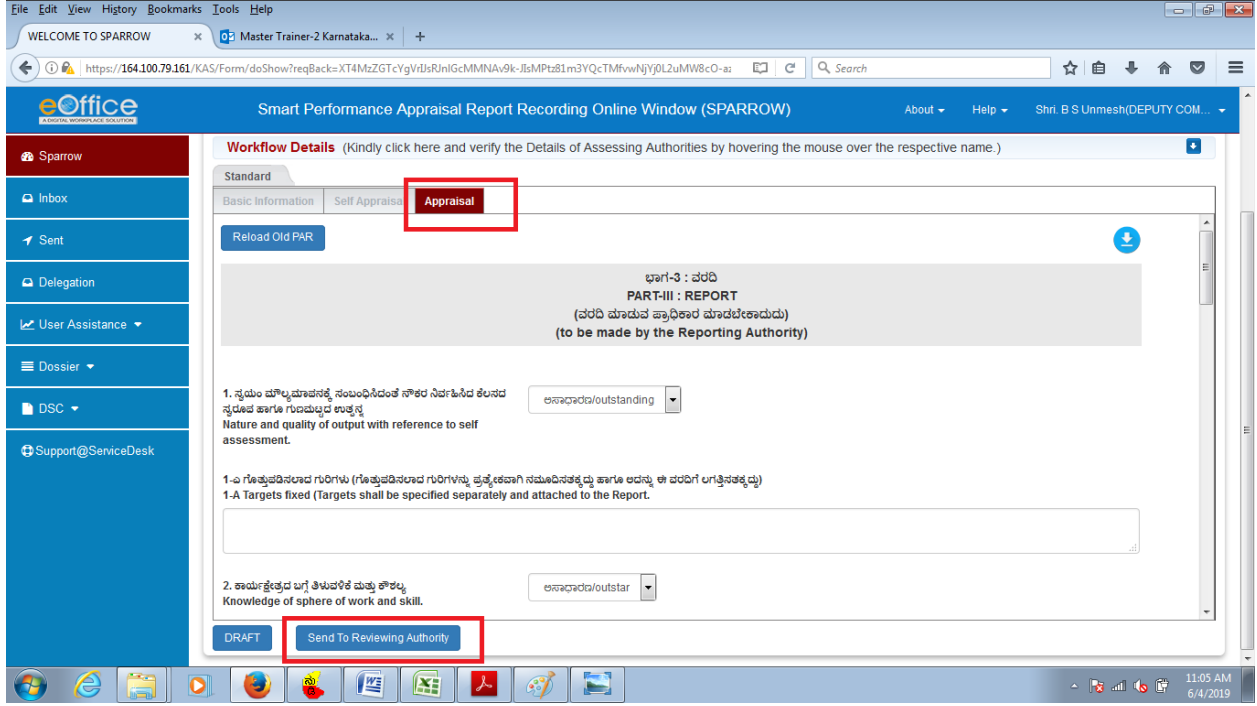 File Edit View History Bookmarks Tools Help
WELCOME TO SPARROW × Master Trainer-2 Karnataka... × +
https://164.100.79.161/KAS/Form/doShow?reqBack=XT4MzZGTcYgVrIJsRJnIGcMMNAv9k-JIsMPtz81m3YQcTMfvwNjYj0L2uMW8cO-a Search
eOffice
A DIGITAL WORKPLACE SOLUTION
Smart Performance Appraisal Report Recording Online Window (SPARROW)
About Help Shri. B S Unmesh(DEPUTY COM...
Sparrow
Inbox
Sent
Delegation
User Assistance
Dossier
DSC
Support@ServiceDesk
Workflow Details (Kindly click here and verify the Details of Assessing Authorities by hovering the mouse over the respective name.)
Standard
Basic Information Self Appraisa Appraisal
Reload Old PAR
ಭಾಗ-3 : ವರದಿ
PART-III : REPORT
(ವರದಿ ಮಾಡುವ ಪ್ರಾಧಿಕಾರ ಮಾಡಬೇಕಾದುದು)
(to be made by the Reporting Authority)
1. ಸ್ವಯಂ ಮೌಲ್ಯಮಾಪನಕ್ಕೆ ಸಂಬಂಧಿಸಿದಂತೆ ನೌಕರ ನಿರ್ವಹಿಸಿದ ಕೆಲಸದ
ಸ್ವರೂಪ ಹಾಗೂ ಗುಣಮಟ್ಟದ ಉತ್ಪನ್ನ
Nature and quality of output with reference to self
assessment.
ಅಸಾಧಾರಣ/outstanding
1-ಎ ಗೊತ್ತುಪಡಿಸಲಾದ ಗುರಿಗಳು (ಗೊತ್ತುಪಡಿಸಲಾದ ಗುರಿಗಳನ್ನು ಪ್ರತ್ಯೇಕವಾಗಿ ನಮೂದಿಸತಕ್ಕದ್ದು ಹಾಗೂ ಅದನ್ನು ಈ ವರದಿಗೆ ಲಗತ್ತಿಸತಕ್ಕದ್ದು)
1-A Targets fixed (Targets shall be specified separately and attached to the Report.
2. ಕಾರ್ಯಕ್ಷೇತ್ರದ ಬಗ್ಗೆ ತಿಳುವಳಿಕೆ ಮತ್ತು ಕೌಶಲ್ಯ
Knowledge of sphere of work and skill.
ಅಸಾಧಾರಣ/outstar
DRAFT Send To Reviewing Authority
11:05 AM
6/4/2019